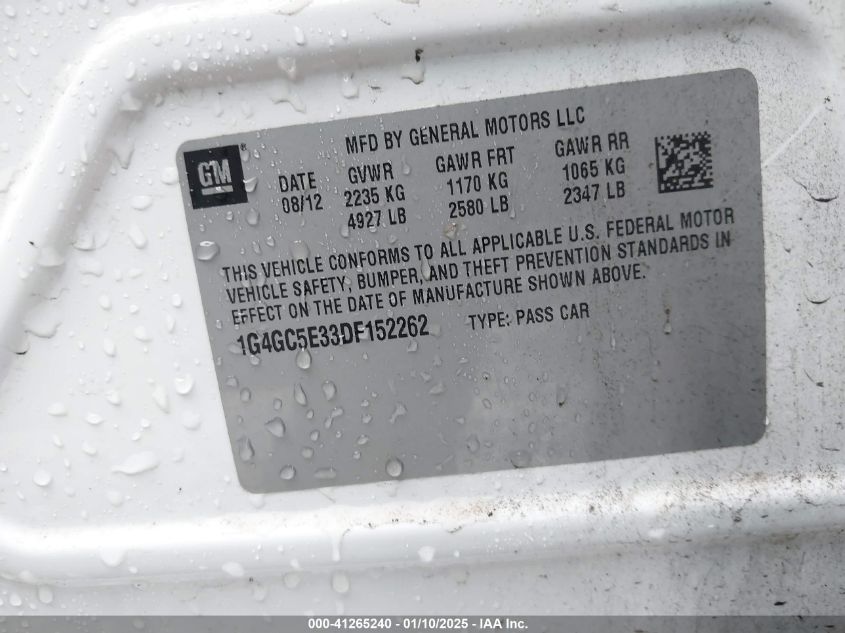 MFD BY GENERAL MOTORS LLC
GM®
DATE GVWR GAWR FRT GAWR RR
08/12 2235 KG 1170 KG 1065 KG
4927 LB 2580 LB 2347 LB
THIS VEHICLE CONFORMS TO ALL APPLICABLE U.S. FEDERAL MOTOR
VEHICLE SAFETY, BUMPER, AND THEFT PREVENTION STANDARDS IN
EFFECT ON THE DATE OF MANUFACTURE SHOWN ABOVE.
1G4GC5E33DF152262 TYPE: PASS CAR
000-41265240 - 01/10/2025 - IAA Inc.